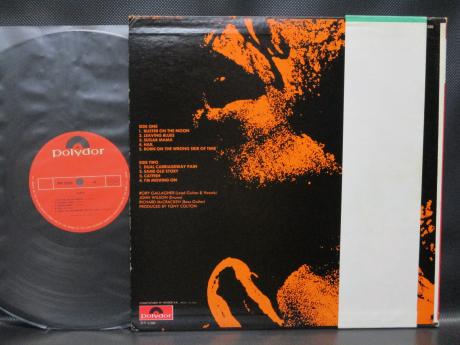 polydor
SIDE ONE
1. BLISTER ON THE MOON
2. LEAVING BLUES
3. SUGAR MAMA
4. HAIL
5. BORN ON THE WRONG SIDE OF TIME
SIDE TWO
1. DUAL CARRIAGEWAY PAIN
2. SAME OLD STORY
3. CATFISH
4. I'M MOVING ON
RORY GALLAGHER (Lead Guitar & Vocals)
JOHN WILSON (Drums)
RICHARD McCRACKEN (Bass Guitar)
PRODUCED BY TONY COLTON
polydor